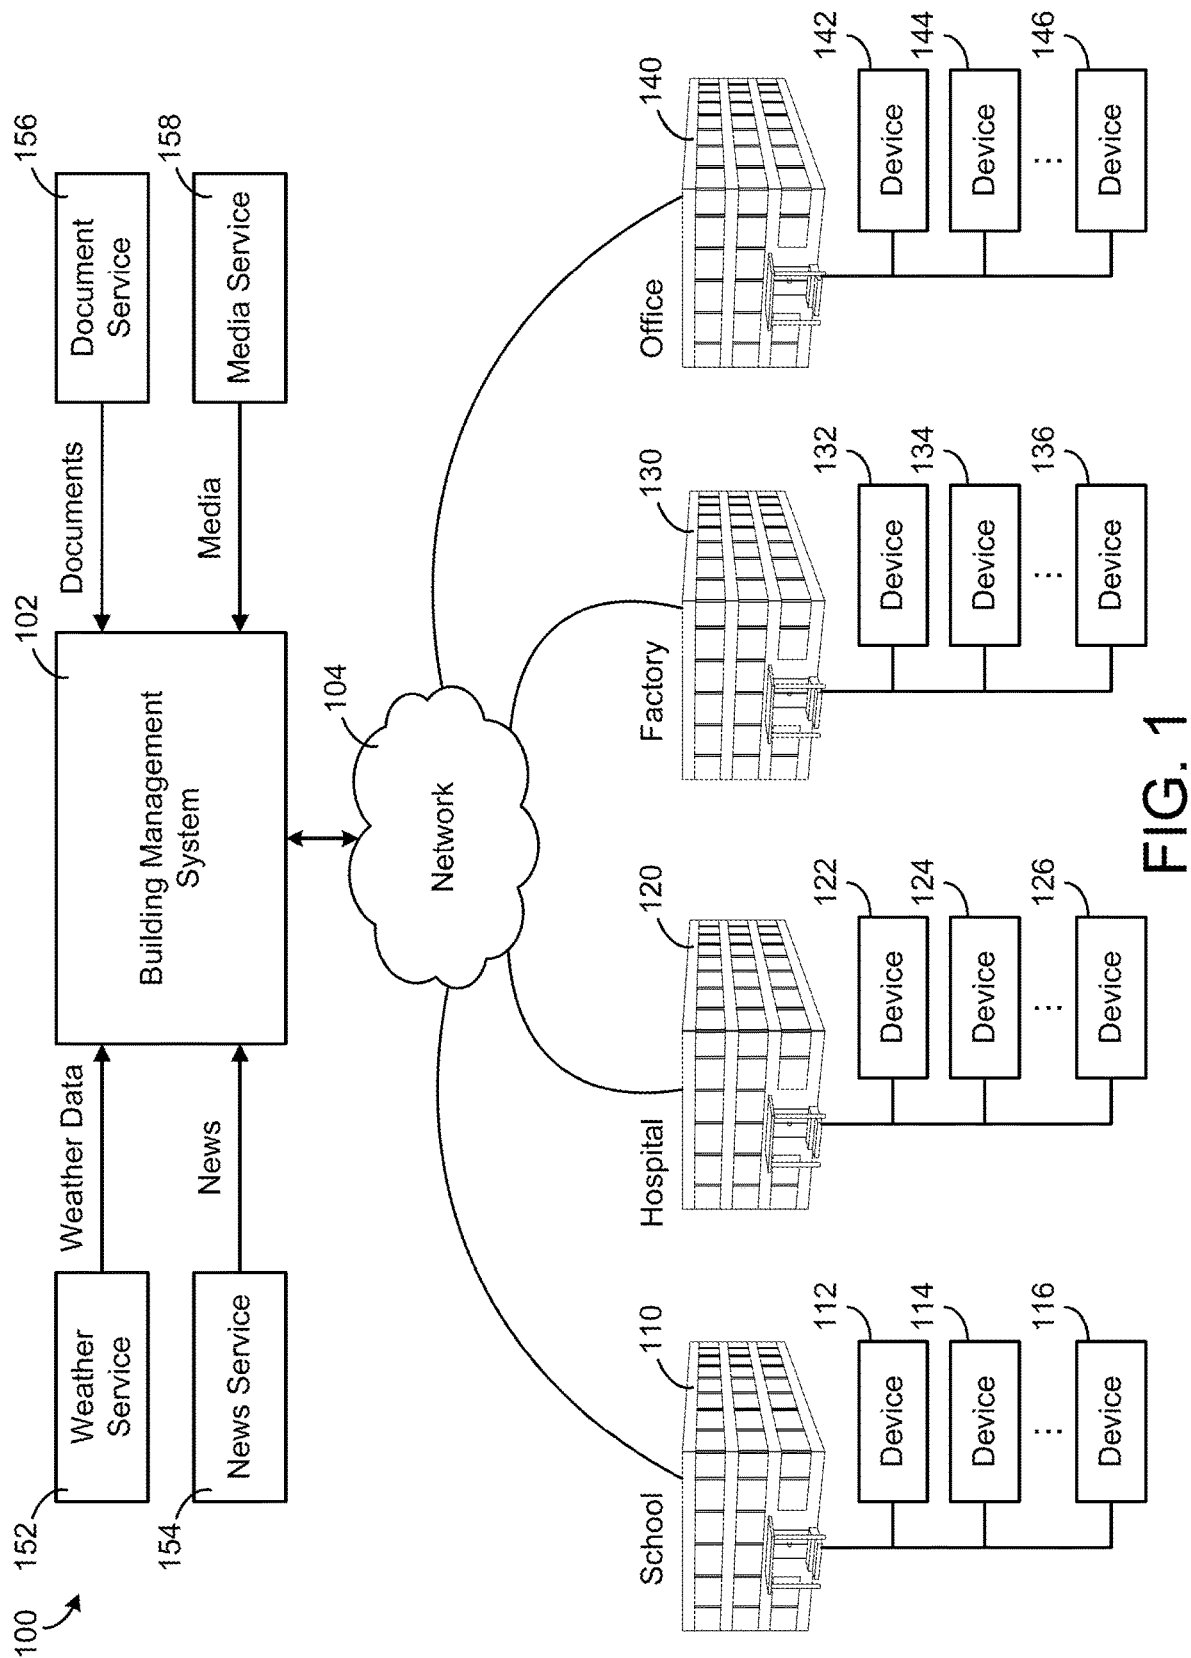 100
152
Weather
Service
Weather Data
102
Building Management
System
Documents
156
Document
Service
154
News Service
News
Media
158
Media Service
104
Network
School
110
Hospital
120
Factory
130
Office
140
112
Device
122
Device
132
Device
142
Device
114
Device
124
Device
134
Device
144
Device
...
...
...
...
116
Device
126
Device
136
Device
146
Device
FIG. 1